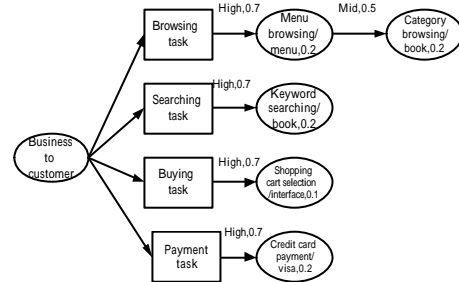 Browsing
task
High,0.7
Menu
browsing/
menu,0.2
Mid,0.5
Category
browsing/
book,0.2
Searching
task
High,0.7
Keyword
searching/
book,0.2
Business
to
customer
Buying
task
High,0.7
Shopping
cart selection
/interface,0.1
Payment
task
High,0.7
Credit card
payment/
visa,0.2